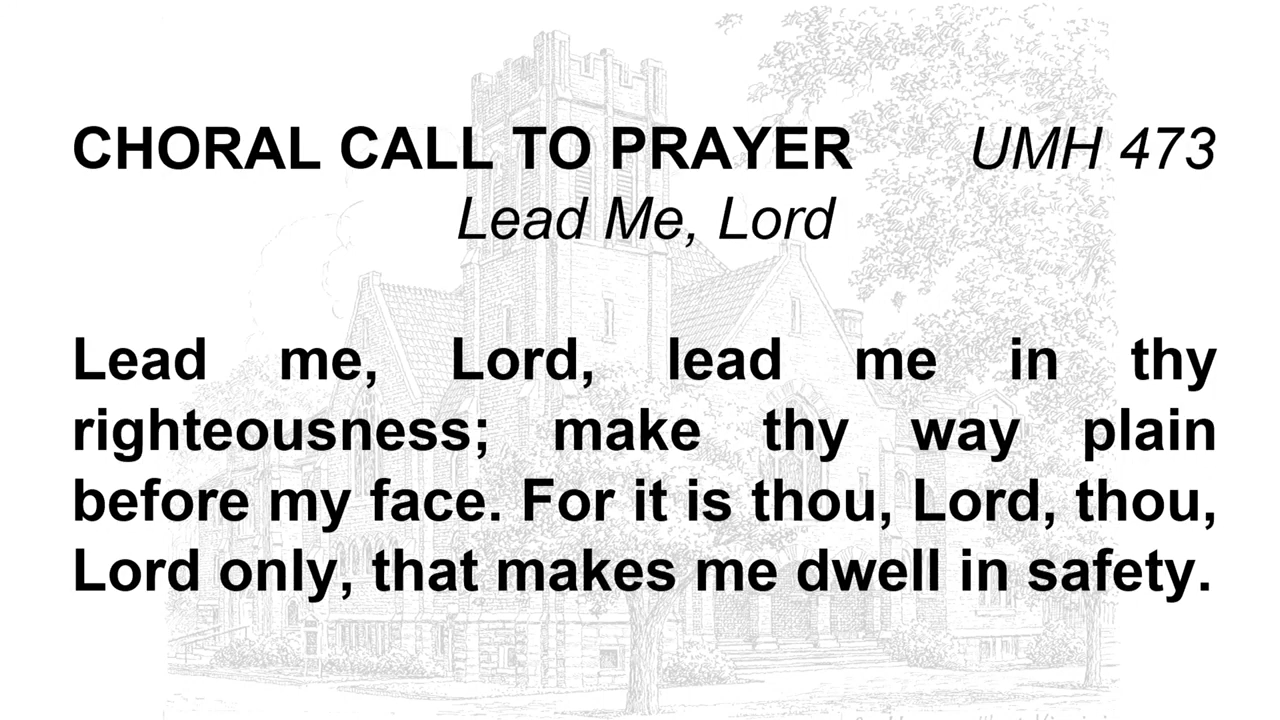 CHORAL CALL TO PRAYER UMH 473
Lead Me, Lord
Lead me, Lord, lead me in thy
righteousness; make thy way plain
before my face. For it is thou, Lord, thou,
Lord only, that makes me dwell in safety.